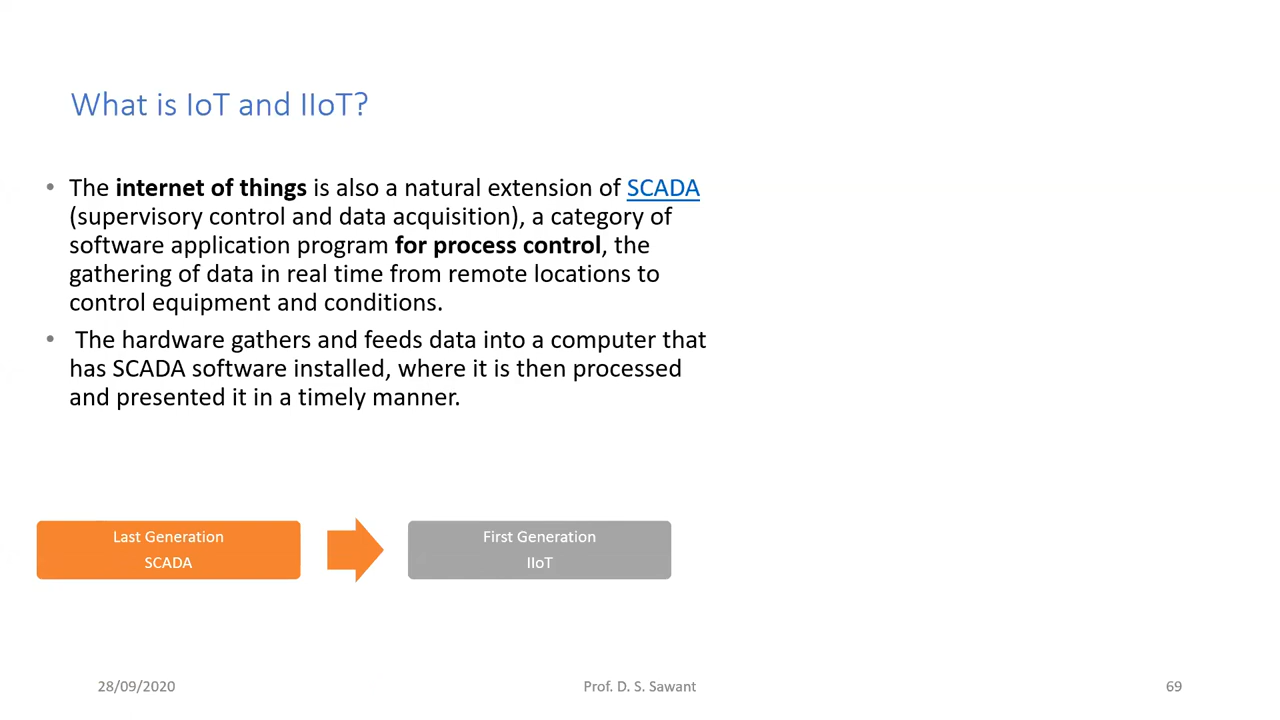 What is IoT and IIoT?
• The internet of things is also a natural extension of SCADA
(supervisory control and data acquisition), a category of
software application program for process control, the
gathering of data in real time from remote locations to
control equipment and conditions.
• The hardware gathers and feeds data into a computer that
has SCADA software installed, where it is then processed
and presented it in a timely manner.
Last Generation
SCADA
First Generation
IIoT
28/09/2020
Prof. D. S. Sawant
69